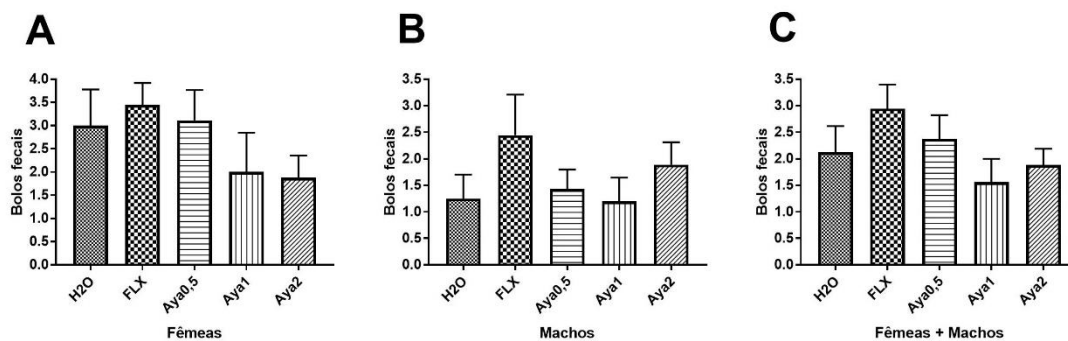 A
Bolos fecais
4.0
3.5
3.0
2.5
2.0
1.5
1.0
0.5
0.0
H2O
FLX
Aya0,5
Aya1
Aya2
Fêmeas
B
Bolos fecais
3.5
3.0
2.5
2.0
1.5
1.0
0.5
0.0
H2O
FLX
Aya0,5
Aya1
Aya2
Machos
C
Bolos fecais
3.5
3.0
2.5
2.0
1.5
1.0
0.5
0.0
H2O
FLX
Aya0,5
Aya1
Aya2
Fêmeas + Machos